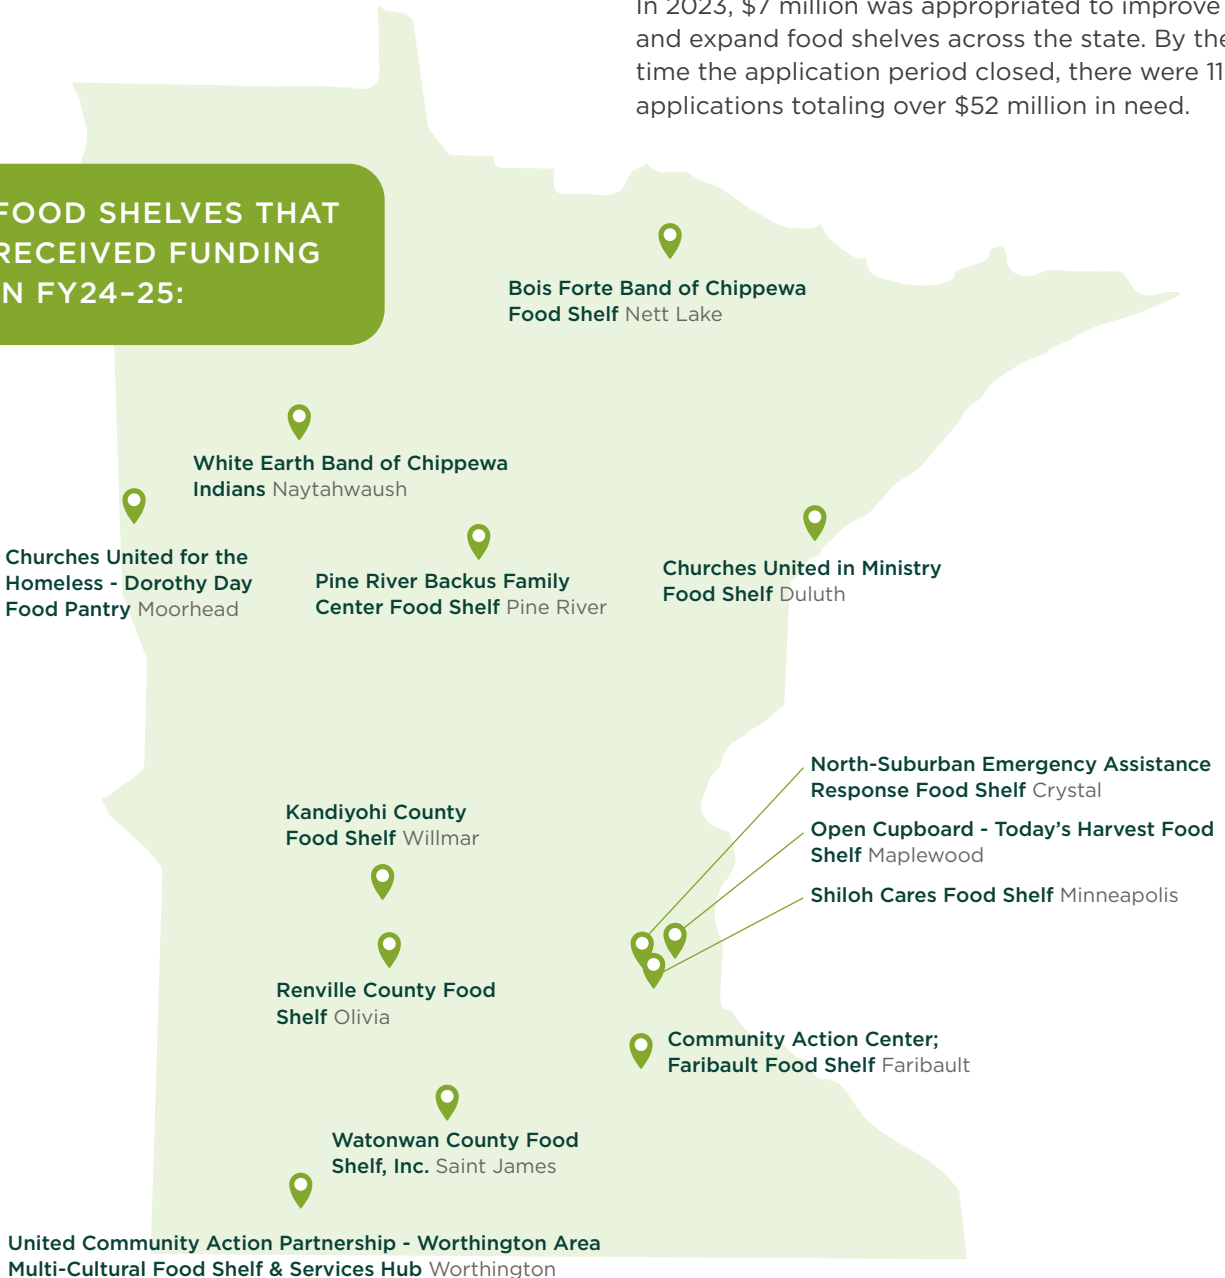 In 2023, $7 million was appropriated to improve
and expand food shelves across the state. By the
time the application period closed, there were 11
applications totaling over $52 million in need.
FOOD SHELVES THAT
RECEIVED FUNDING
IN FY24–25:
Bois Forte Band of Chippewa
Food Shelf Nett Lake
White Earth Band of Chippewa
Indians Naytahwaush
Churches United for the
Homeless - Dorothy Day
Food Pantry Moorhead
Pine River Backus Family
Center Food Shelf Pine River
Churches United in Ministry
Food Shelf Duluth
North-Suburban Emergency Assistance
Response Food Shelf Crystal
Open Cupboard - Today's Harvest Food
Shelf Maplewood
Shiloh Cares Food Shelf Minneapolis
Kandiyohi County
Food Shelf Willmar
Renville County Food
Shelf Olivia
Community Action Center;
Faribault Food Shelf Faribault
Watonwan County Food
Shelf, Inc. Saint James
United Community Action Partnership - Worthington Area
Multi-Cultural Food Shelf & Services Hub Worthington